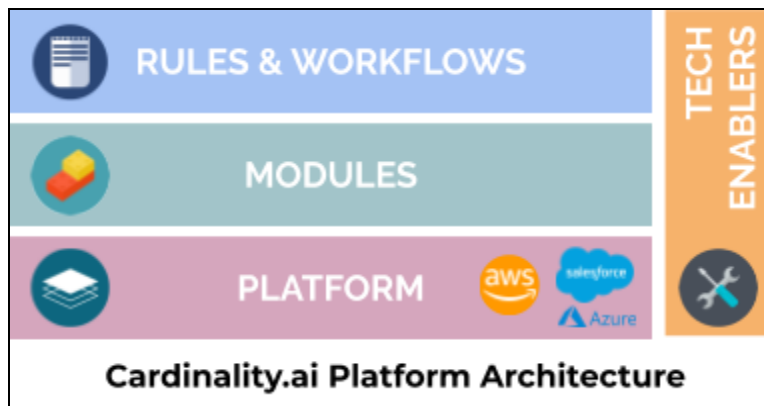 RULES & WORKFLOWS
TECH
ENABLERS
MODULES
PLATFORM
aws
salesforce
Azure
Cardinality.ai Platform Architecture